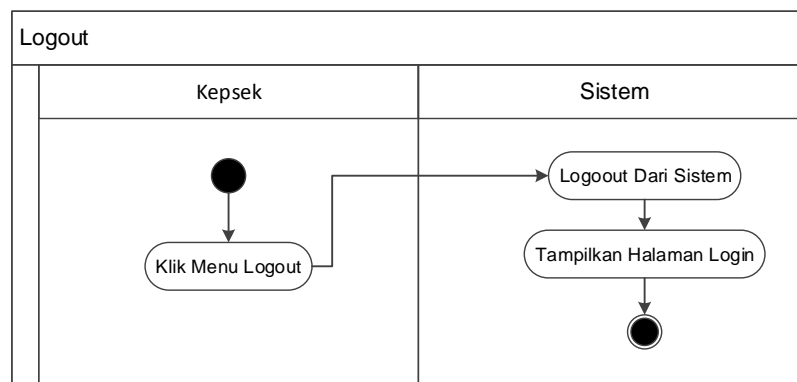 Logout
Kepsek
Sistem
Logoout Dari Sistem
Klik Menu Logout
Tampilkan Halaman Login